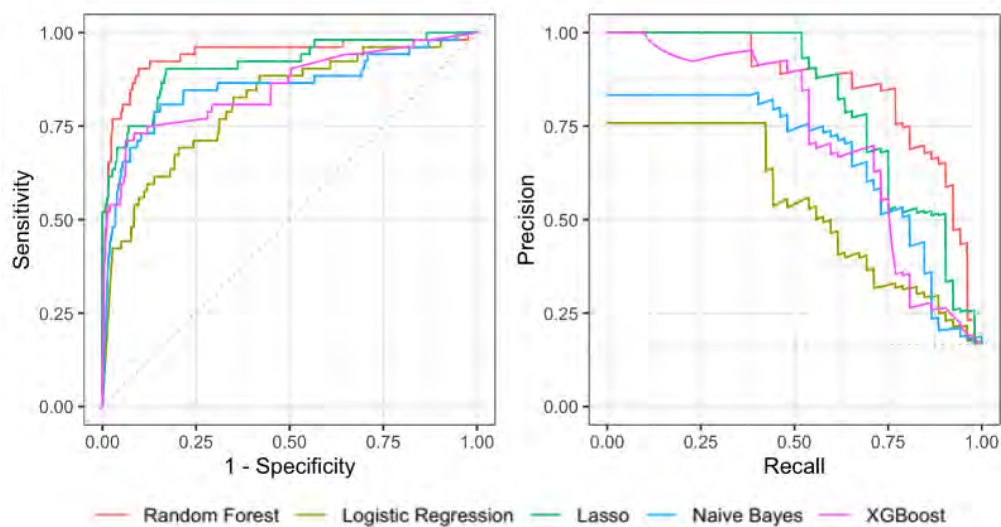 1.00
0.75
0.50
0.25
0.00
Sensitivity
0.00 0.25 0.50 0.75 1.00
1 - Specificity
1.00
0.75
0.50
0.25
0.00
Precision
0.00 0.25 0.50 0.75 1.00
Recall
Random Forest Logistic Regression Lasso Naive Bayes XGBoost